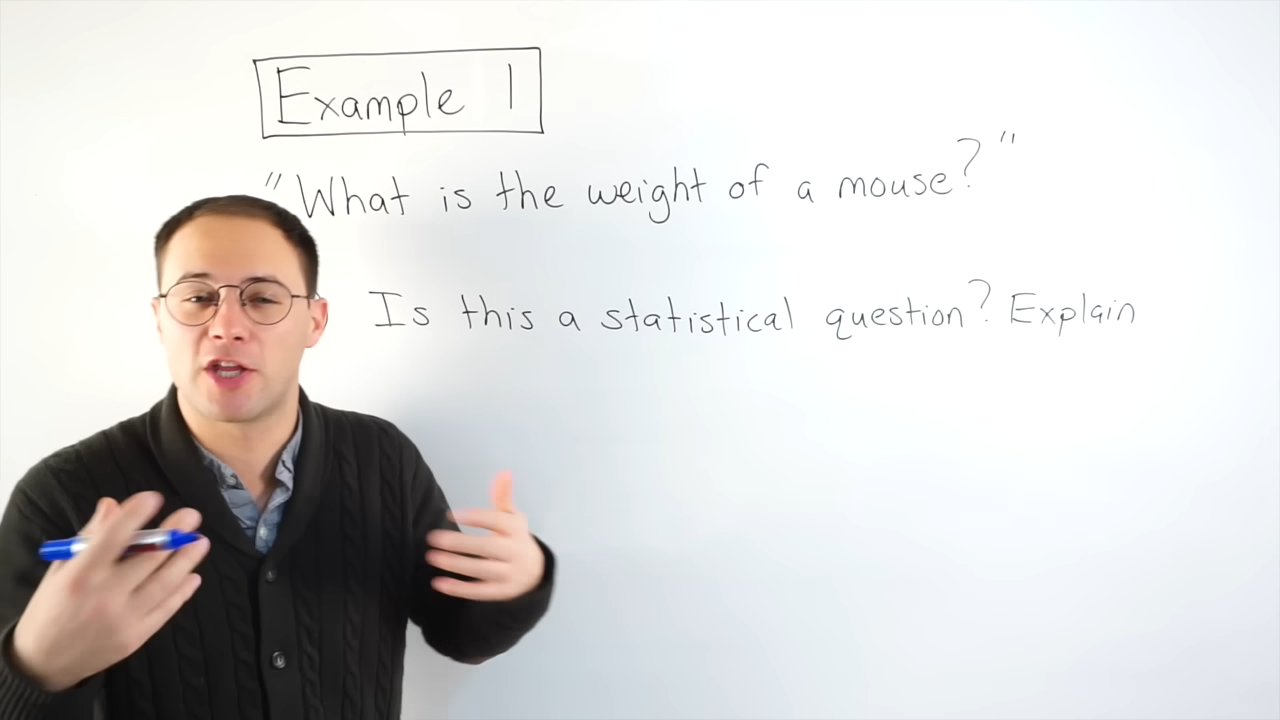 Example 1
"What is the weight of a mouse?"
Is this a statistical question? Explain